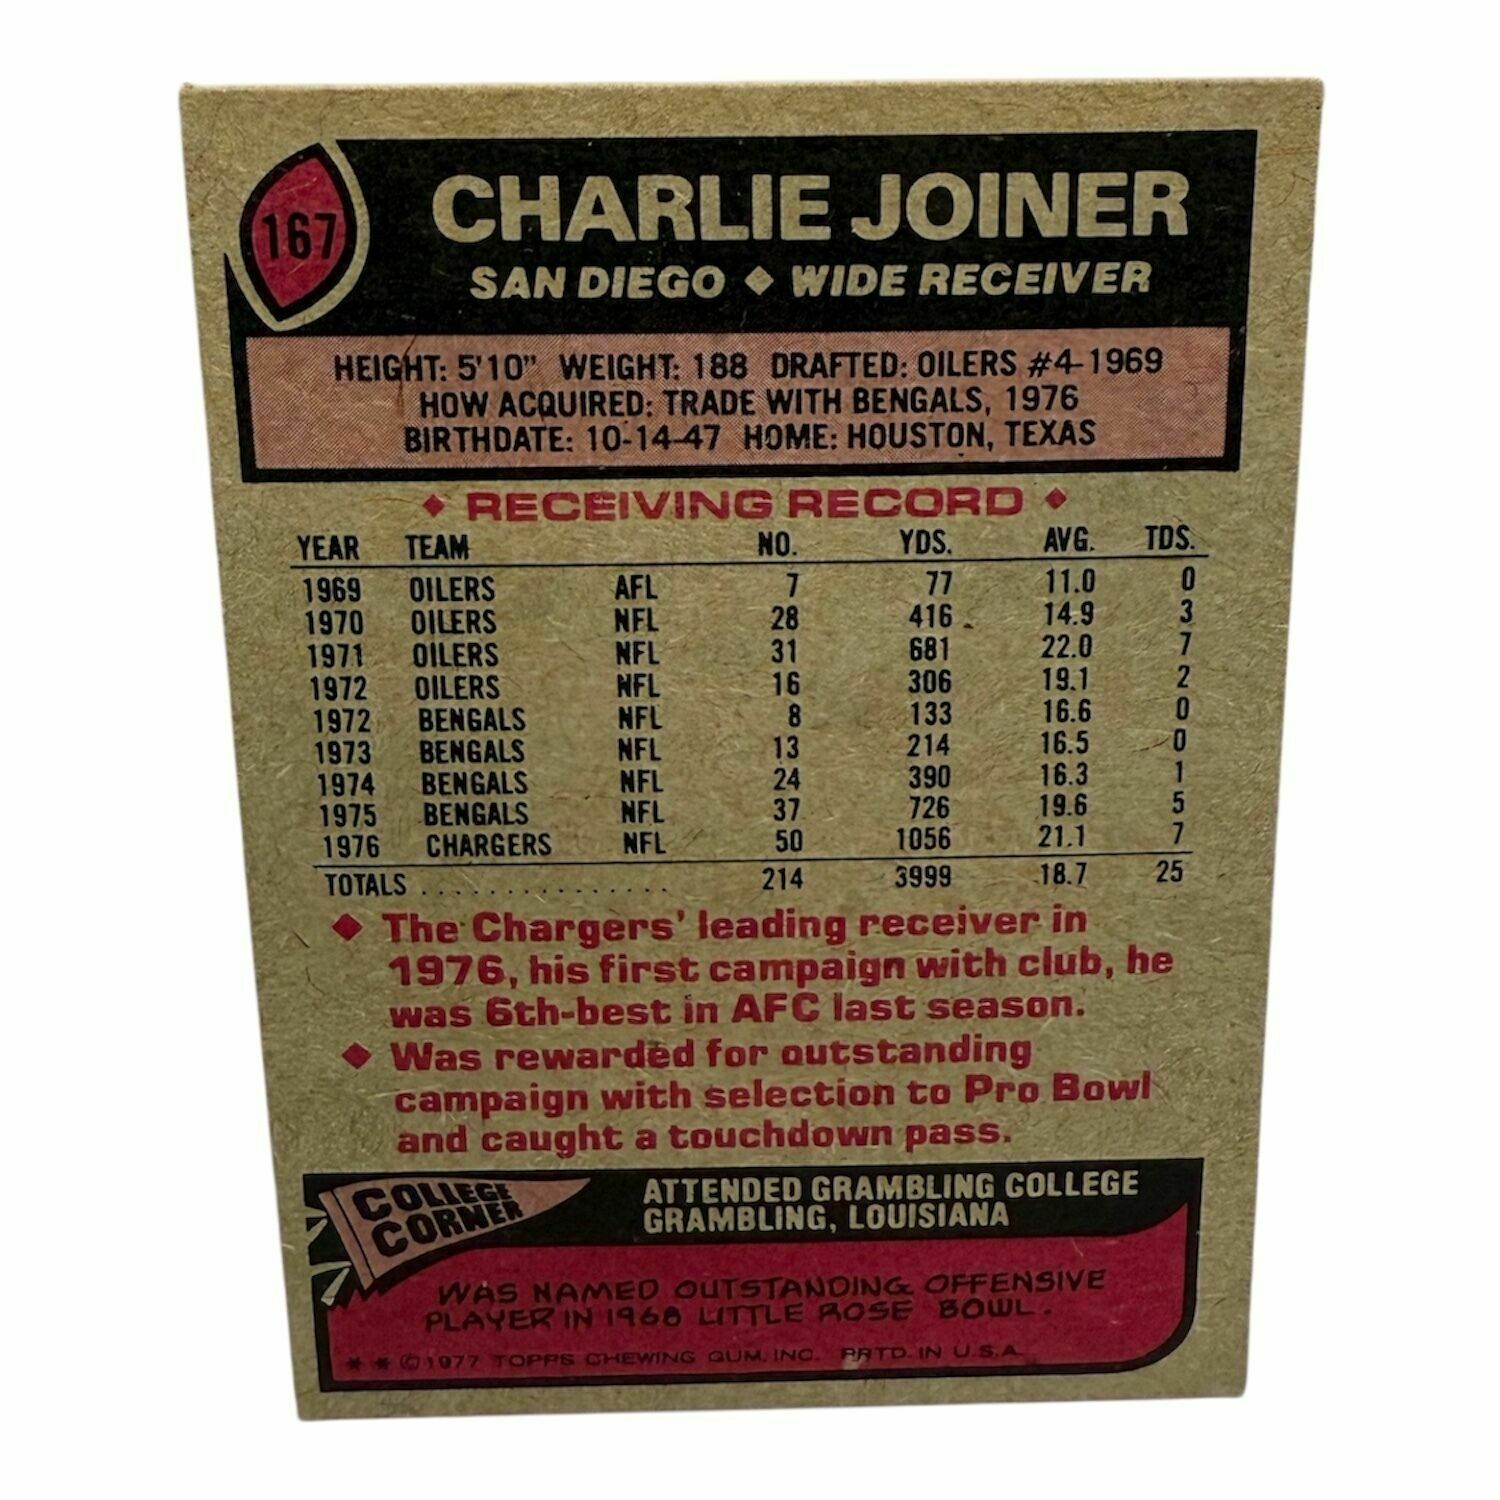 167
CHARLIE JOINER
SAN DIEGO ◆ WIDE RECEIVER
HEIGHT: 5'10" WEIGHT: 188 DRAFTED: OILERS #4-1969
HOW ACQUIRED: TRADE WITH BENGALS, 1976
BIRTHDATE: 10-14-47 HOME: HOUSTON, TEXAS
◆ RECEIVING RECORD ◆
YEAR TEAM NO. YDS. AVG. TDS.
1969 OILERS AFL 7 77 11.0 0
1970 OILERS NFL 28 416 14.9 3
1971 OILERS NFL 31 681 22.0 7
1972 OILERS NFL 16 306 19.1 2
1972 BENGALS NFL 8 133 16.6 0
1973 BENGALS NFL 13 214 16.5 0
1974 BENGALS NFL 24 390 16.3 1
1975 BENGALS NFL 37 726 19.6 5
1976 CHARGERS NFL 50 1056 21.1 7
TOTALS . . . . . . . . . . . . . . . 214 3999 18.7 25
◆ The Chargers' leading receiver in
1976, his first campaign with club, he
was 6th-best in AFC last season.
◆ Was rewarded for outstanding
campaign with selection to Pro Bowl
and caught a touchdown pass.
COLLEGE
CORNER
ATTENDED GRAMBLING COLLEGE
GRAMBLING, LOUISIANA
WAS NAMED OUTSTANDING OFFENSIVE
PLAYER IN 1968 LITTLE ROSE BOWL.
* * © 1977 TOPPS CHEWING GUM, INC. PRTD. IN U.S.A.